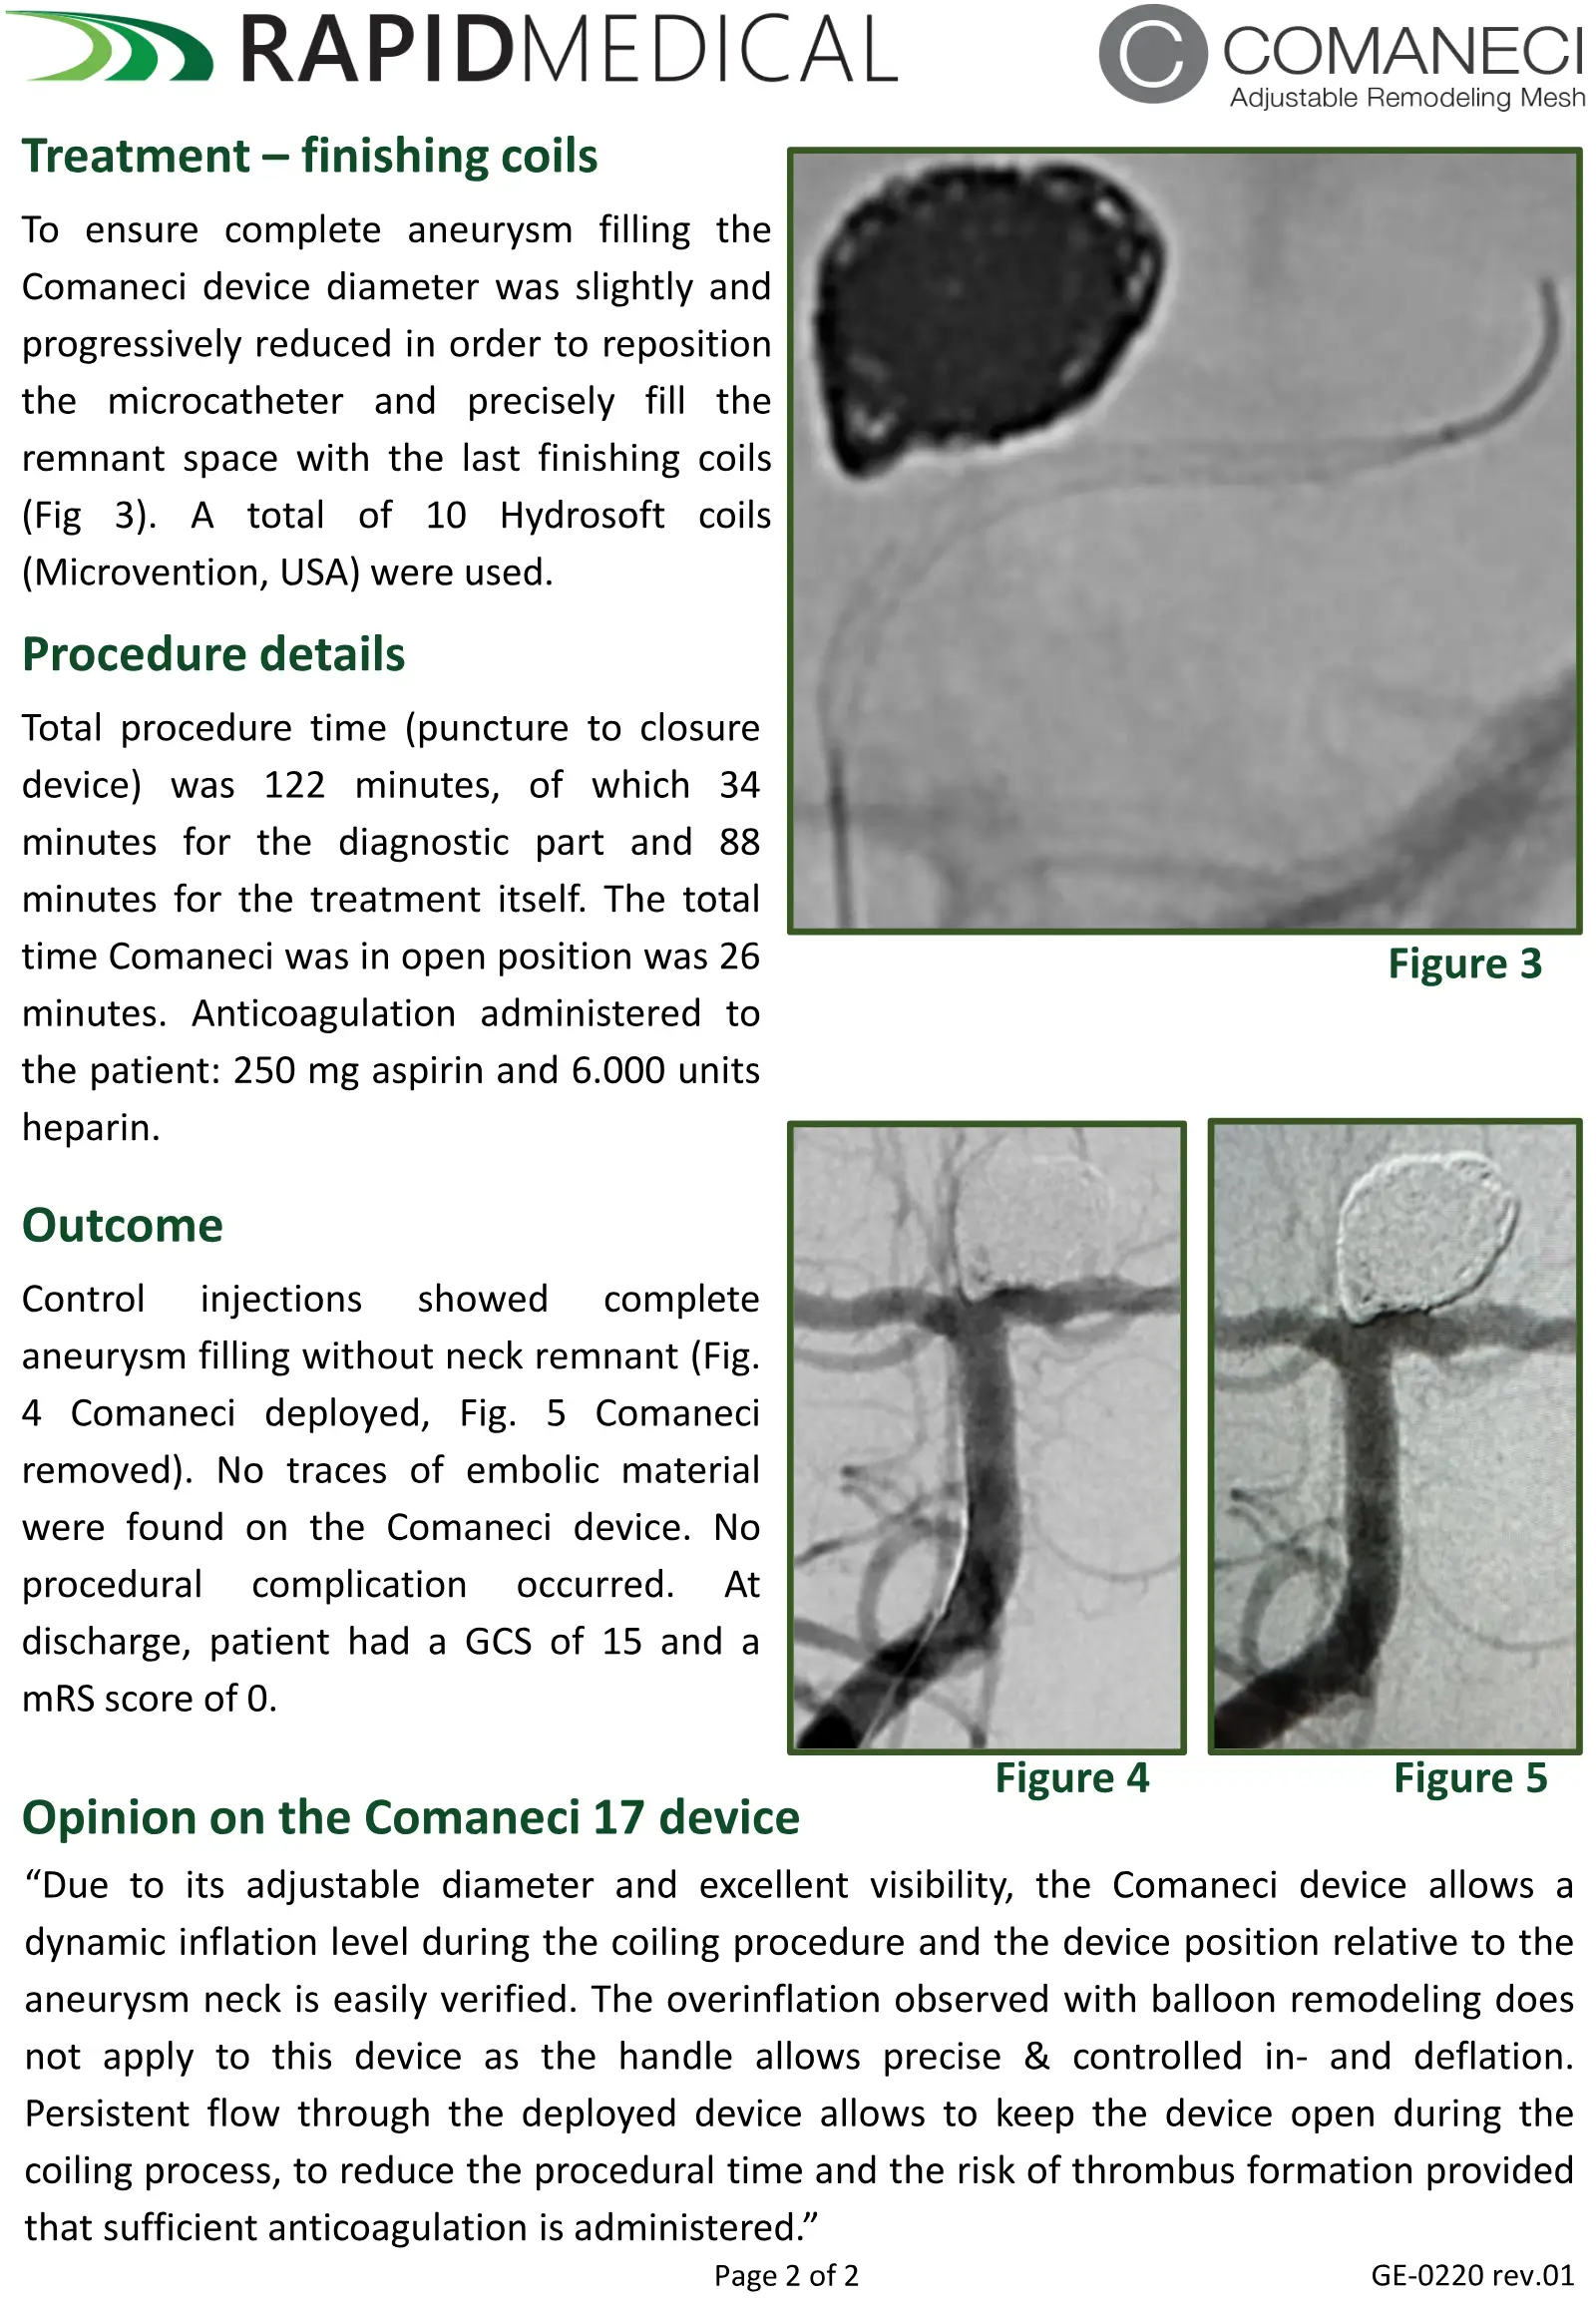 RAPIDMEDICAL
C COMANECI
Adjustable Remodeling Mesh
Treatment – finishing coils
To ensure complete aneurysm filling the
Comaneci device diameter was slightly and
progressively reduced in order to reposition
the microcatheter and precisely fill the
remnant space with the last finishing coils
(Fig 3). A total of 10 Hydrosoft coils
(Microvention, USA) were used.
Figure 3
Procedure details
Total procedure time (puncture to closure
device) was 122 minutes, of which 34
minutes for the diagnostic part and 88
minutes for the treatment itself. The total
time Comaneci was in open position was 26
minutes. Anticoagulation administered to
the patient: 250 mg aspirin and 6.000 units
heparin.
Outcome
Control injections showed complete
aneurysm filling without neck remnant (Fig.
4 Comaneci deployed, Fig. 5 Comaneci
removed). No traces of embolic material
were found on the Comaneci device. No
procedural complication occurred. At
discharge, patient had a GCS of 15 and a
mRS score of 0.
Figure 4
Figure 5
Opinion on the Comaneci 17 device
“Due to its adjustable diameter and excellent visibility, the Comaneci device allows a
dynamic inflation level during the coiling procedure and the device position relative to the
aneurysm neck is easily verified. The overinflation observed with balloon remodeling does
not apply to this device as the handle allows precise & controlled in- and deflation.
Persistent flow through the deployed device allows to keep the device open during the
coiling process, to reduce the procedural time and the risk of thrombus formation provided
that sufficient anticoagulation is administered.”
Page 2 of 2
GE-0220 rev.01